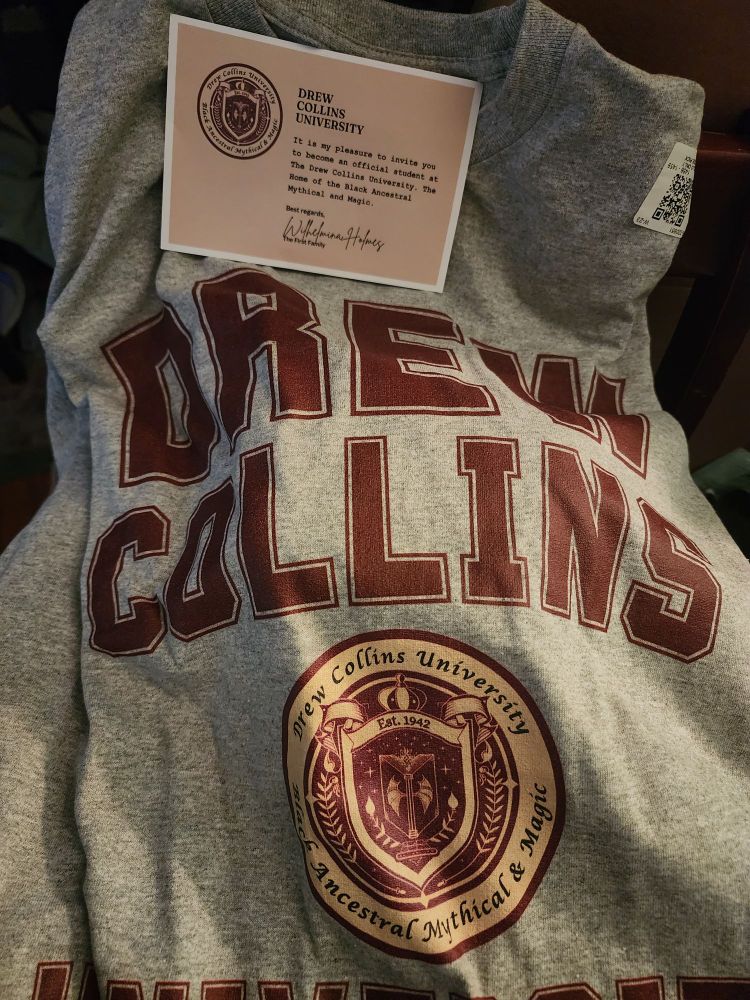 Drew Collins University
Black Ancestral Mythical & Magic
DREW
COLLINS
UNIVERSITY
It is my pleasure to invite you
to become an official student at
The Drew Collins University. The
Home of the Black Ancestral
Mythical and Magic.
Best regards,
Wilhelmina Holmes
The First Family
DREW
COLLINS
Drew Collins University
Est. 1942
Black Ancestral Mythical & Magic
UNIVERSITY